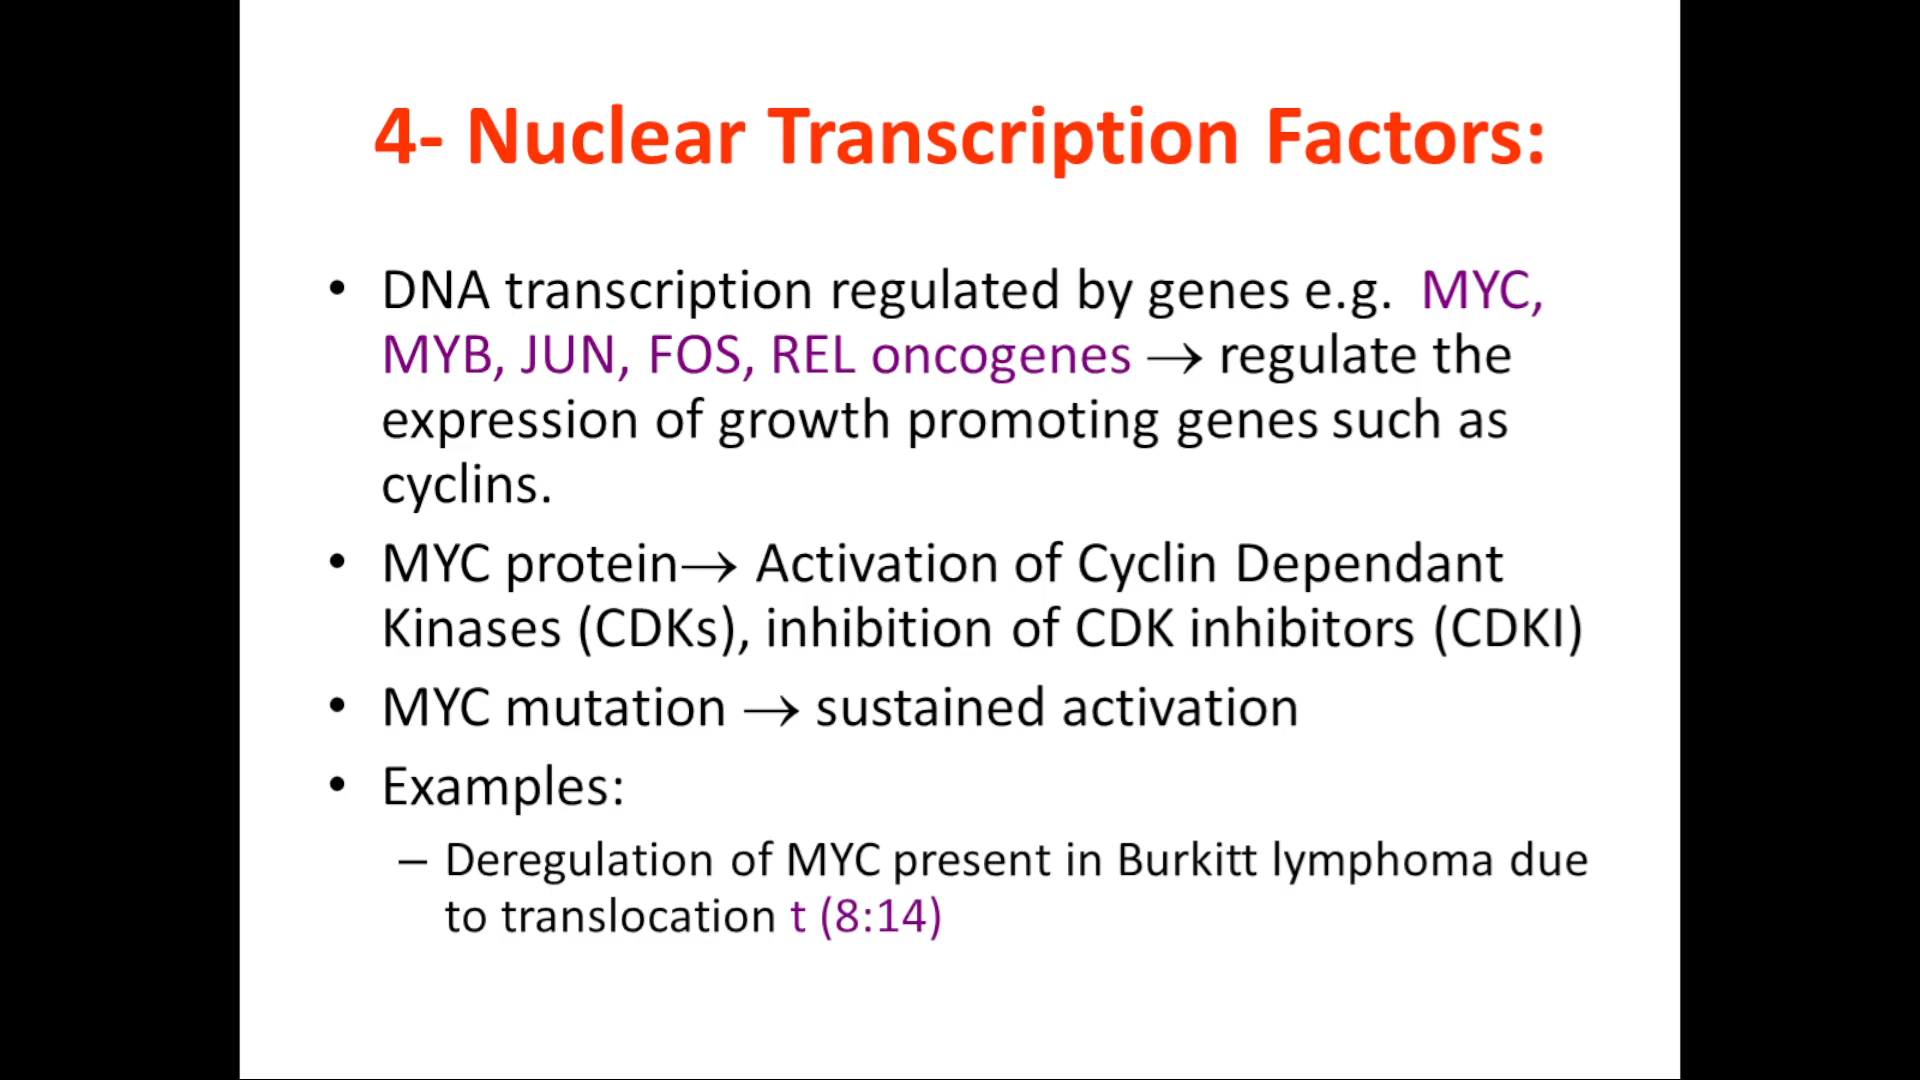 4- Nuclear Transcription Factors:
• DNA transcription regulated by genes e.g. MYC,
MYB, JUN, FOS, REL oncogenes → regulate the
expression of growth promoting genes such as
cyclins.
• MYC protein→ Activation of Cyclin Dependant
Kinases (CDKs), inhibition of CDK inhibitors (CDKI)
• MYC mutation → sustained activation
• Examples:
– Deregulation of MYC present in Burkitt lymphoma due
to translocation t (8:14)